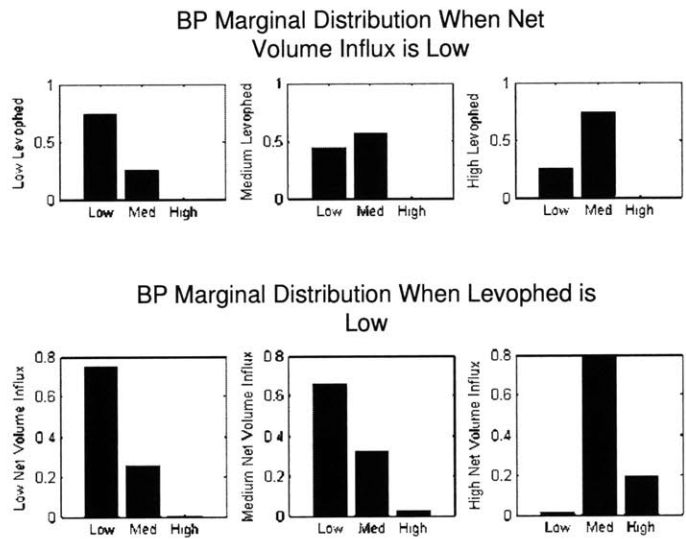 BP Marginal Distribution When Net
Volume Influx is Low
Low Levophed
1
0.5
0
Low Med High
Medium Levophed
1
0.5
0
Low Med High
High Levophed
1
0.5
0
Low Med High
BP Marginal Distribution When Levophed is
Low
Low Net Volume Influx
0.8
0.6
0.4
0.2
0
Low Med High
Medium Net Volume Influx
0.8
0.6
0.4
0.2
0
Low Med High
High Net Volume Influx
0.8
0.6
0.4
0.2
0
Low Med High